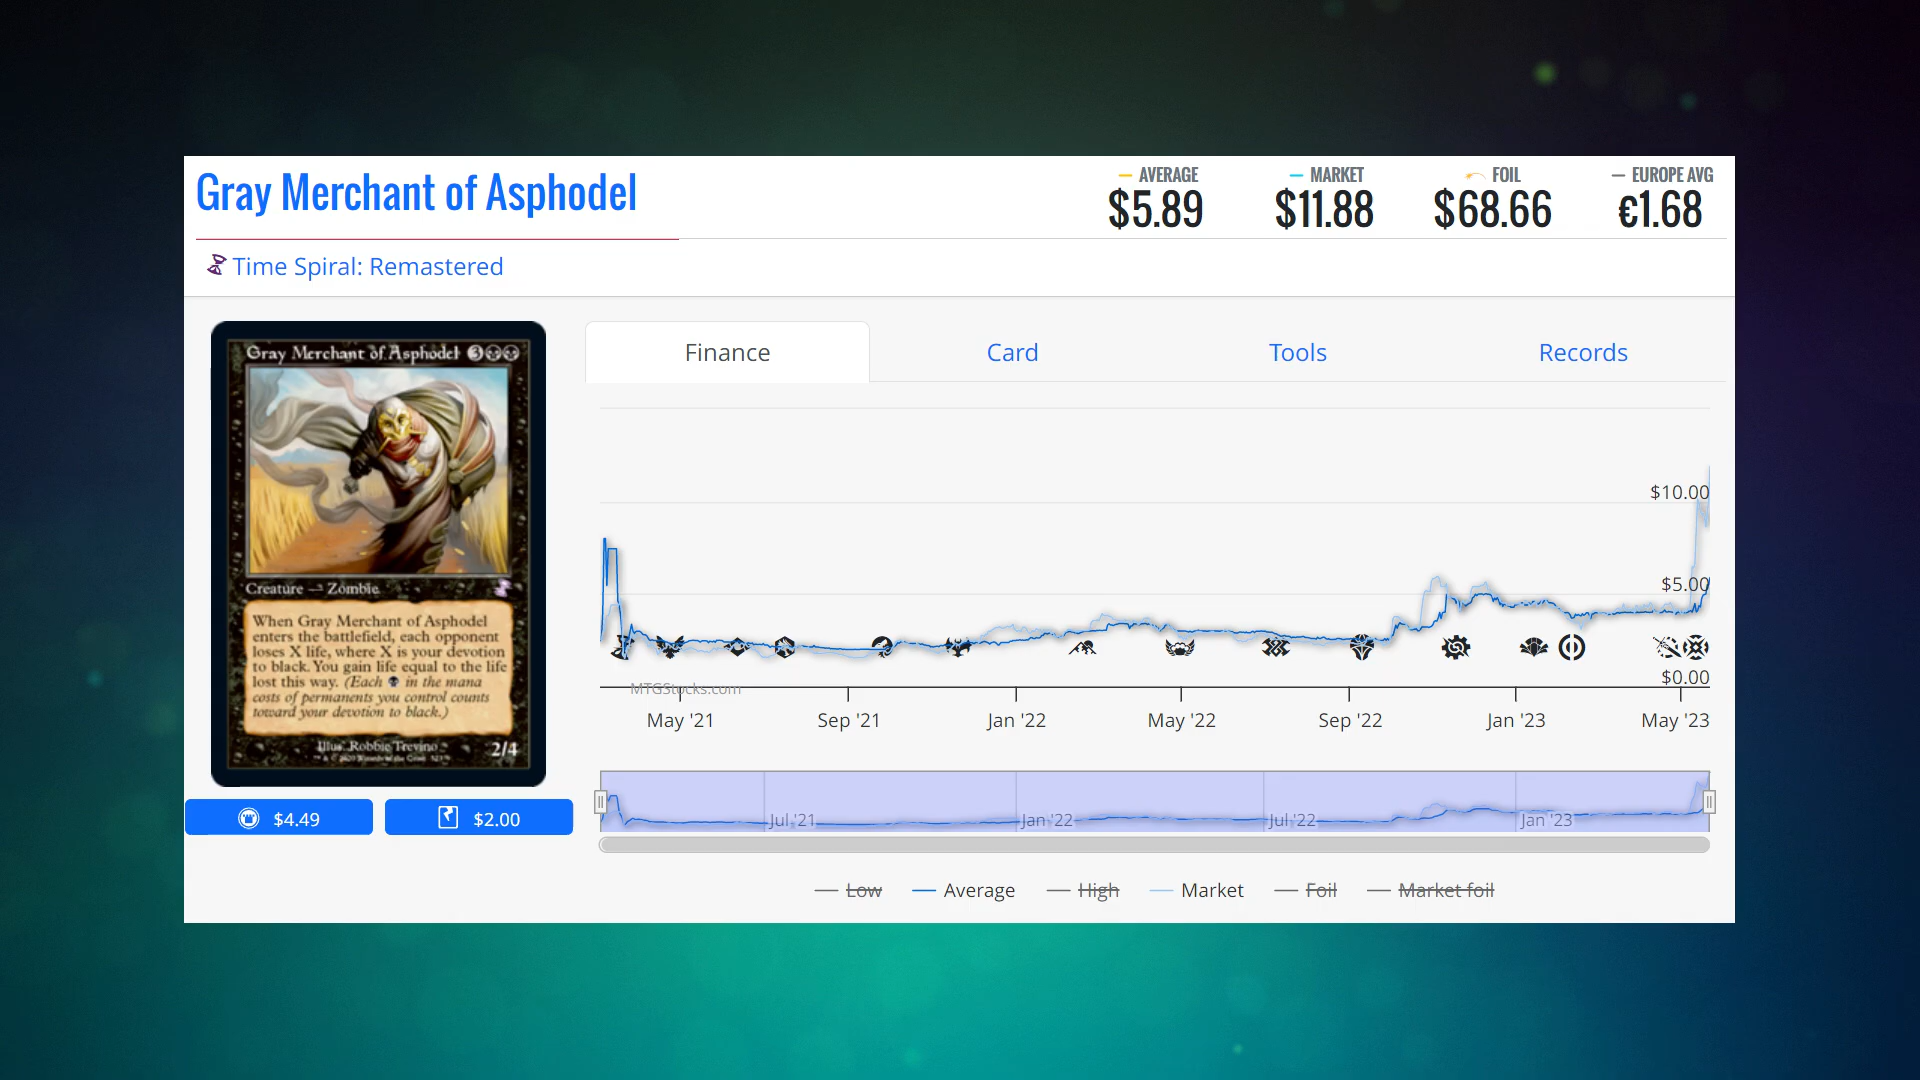 Gray Merchant of Asphodel
AVERAGE
$5.89
MARKET
$11.88
FOIL
$68.66
EUROPE AVG
€1.68
Time Spiral: Remastered
Gray Merchant of Asphodel 3
Creature — Zombie
When Gray Merchant of Asphodel
enters the battlefield, each opponent
loses X life, where X is your devotion
to black. You gain life equal to the life
lost this way. (Each in the mana
costs of permanents you control counts
toward your devotion to black.)
Illus. Robbie Trevino
2/4
$4.49
$2.00
Finance
Card
Tools
Records
$10.00
$5.00
$0.00
MTGStocks.com
May '21
Sep '21
Jan '22
May '22
Sep '22
Jan '23
May '23
Jul '21
Jan '22
Jul '22
Jan '23
Low
Average
High
Market
Foil
Market foil